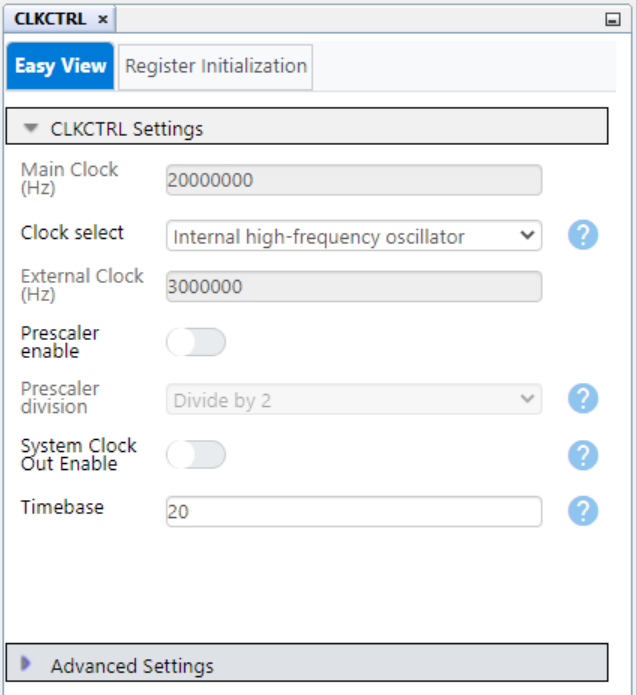 CLKCTRL ×
Easy View
Register Initialization
CLKCTRL Settings
Main Clock
(Hz)
20000000
Clock select
Internal high-frequency oscillator
?
External Clock
(Hz)
3000000
Prescaler
enable
Prescaler
division
Divide by 2
?
System Clock
Out Enable
?
Timebase
20
?
Advanced Settings